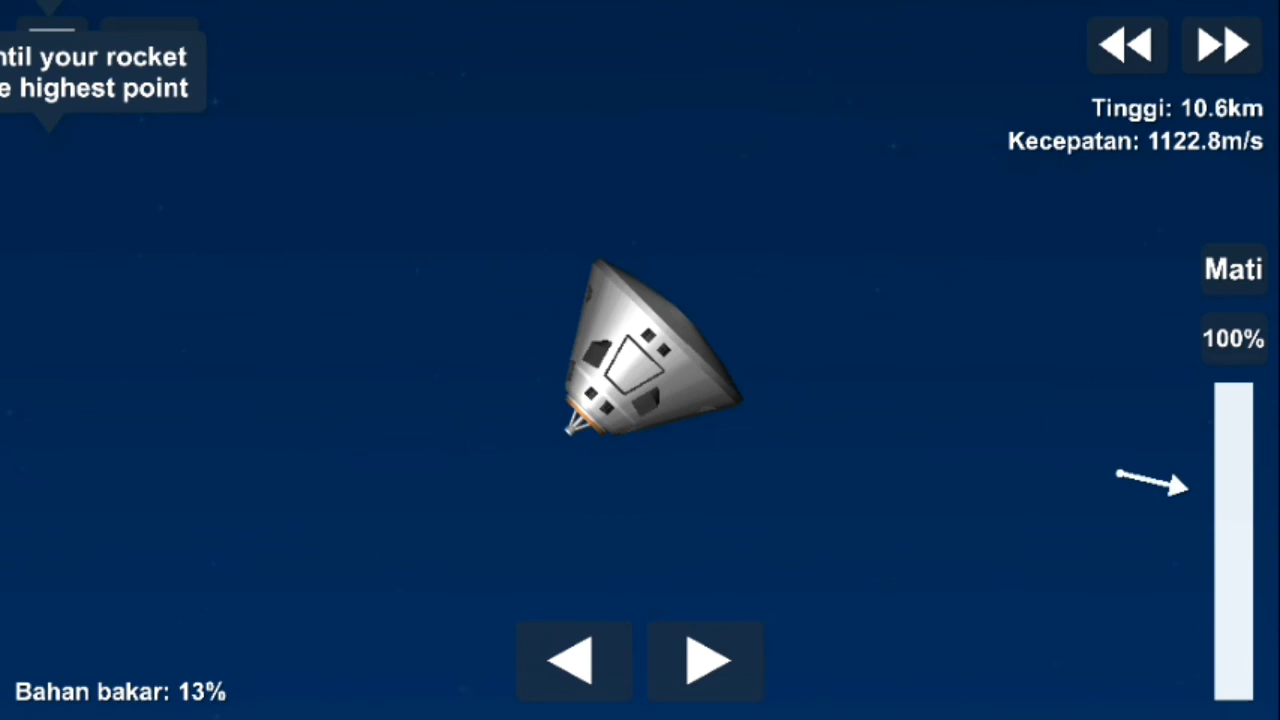 ntil your rocket
e highest point
Tinggi: 10.6km
Kecepatan: 1122.8m/s
Mati
100%
Bahan bakar: 13%